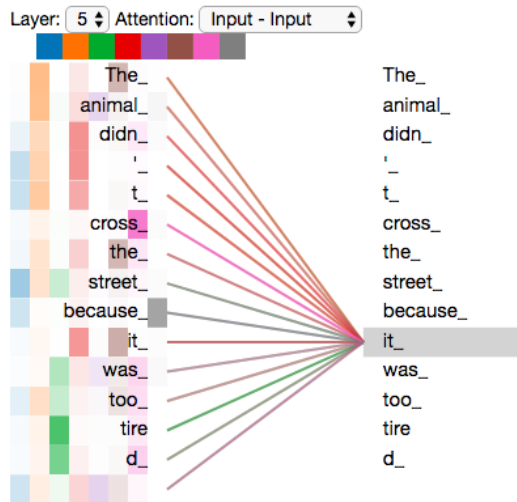 Layer: 5 Attention: Input - Input
The_ The_
animal_ animal_
didn_ didn_
'_ '_
t_ t_
cross_ cross_
the_ the_
street_ street_
because_ because_
it_ it_
was_ was_
too_ too_
tire tire
d_ d_